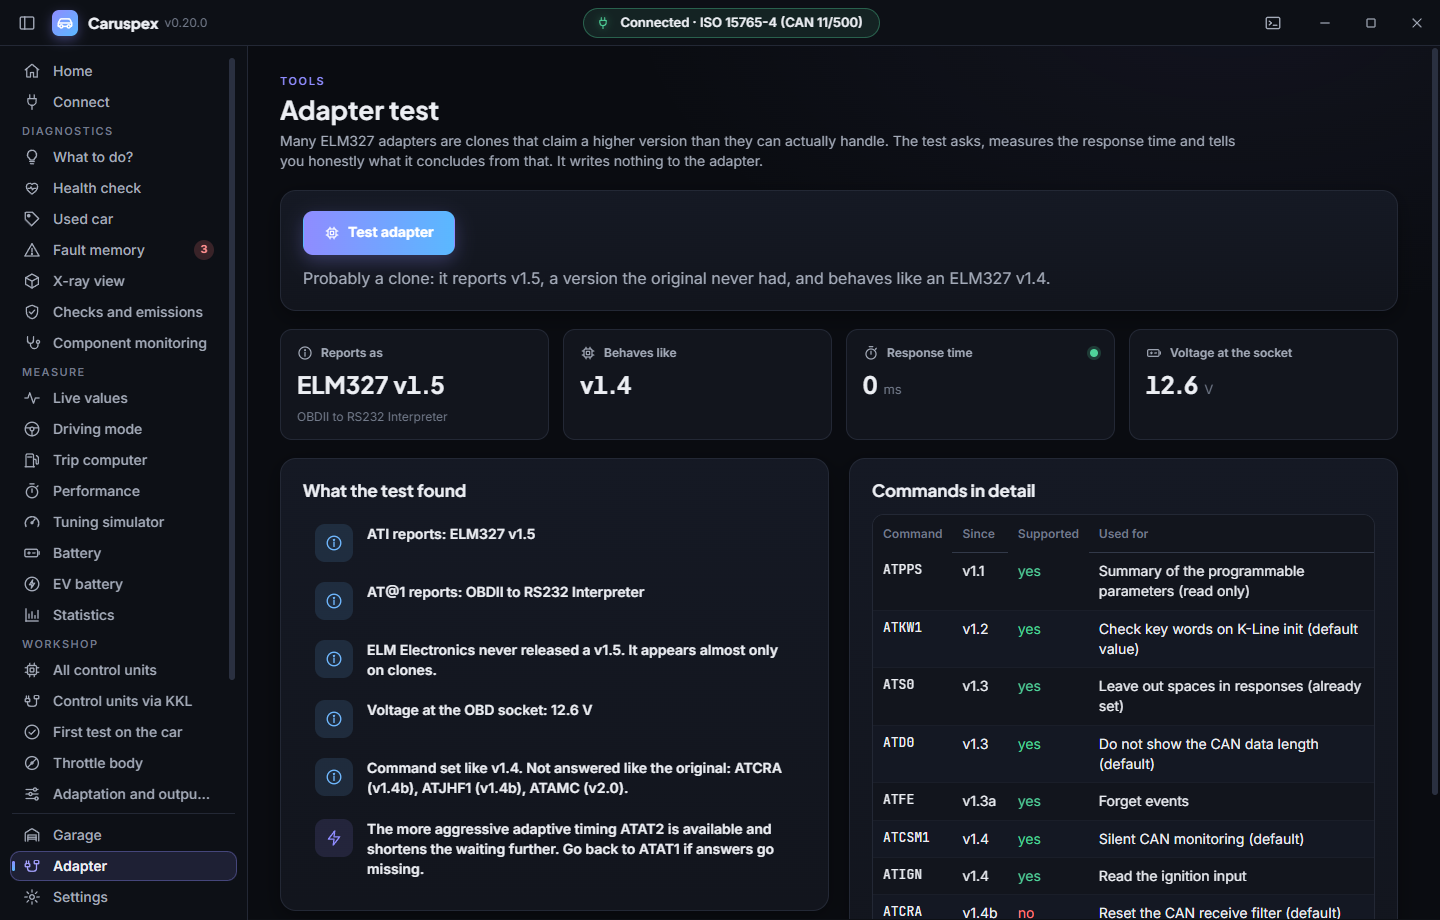 Caruspex v0.20.0
Connected · ISO 15765-4 (CAN 11/500)
Home
Connect
DIAGNOSTICS
What to do?
Health check
Used car
Fault memory 3
X-ray view
Checks and emissions
Component monitoring
MEASURE
Live values
Driving mode
Trip computer
Performance
Tuning simulator
Battery
EV battery
Statistics
WORKSHOP
All control units
Control units via KKL
First test on the car
Throttle body
Adaptation and outpu...
Garage
Adapter
Settings
TOOLS
Adapter test
Many ELM327 adapters are clones that claim a higher version than they can actually handle. The test asks, measures the response time and tells
you honestly what it concludes from that. It writes nothing to the adapter.
Test adapter
Probably a clone: it reports v1.5, a version the original never had, and behaves like an ELM327 v1.4.
Reports as
ELM327 v1.5
OBDII to RS232 Interpreter
Behaves like
v1.4
Response time
0 ms
Voltage at the socket
12.6 V
What the test found
ATI reports: ELM327 v1.5
AT@1 reports: OBDII to RS232 Interpreter
ELM Electronics never released a v1.5. It appears almost only
on clones.
Voltage at the OBD socket: 12.6 V
Command set like v1.4. Not answered like the original: ATCRA
(v1.4b), ATJHF1 (v1.4b), ATAMC (v2.0).
The more aggressive adaptive timing ATAT2 is available and
shortens the waiting further. Go back to ATAT1 if answers go
missing.
Commands in detail
Command Since Supported Used for
ATPPS v1.1 yes Summary of the programmable
parameters (read only)
ATKW1 v1.2 yes Check key words on K-Line init (default
value)
ATS0 v1.3 yes Leave out spaces in responses (already
set)
ATD0 v1.3 yes Do not show the CAN data length
(default)
ATFE v1.3a yes Forget events
ATCSM1 v1.4 yes Silent CAN monitoring (default)
ATIGN v1.4 yes Read the ignition input
ATCRA v1.4b no Reset the CAN receive filter (default)